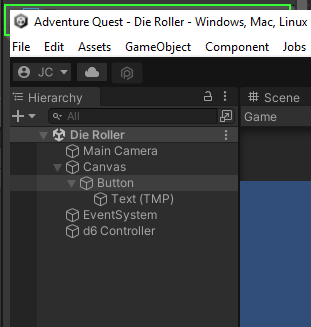 Adventure Quest - Die Roller - Windows, Mac, Linux
File Edit Assets GameObject Component Jobs
JC
Hierarchy
Scene
All
Game
Die Roller
Main Camera
Canvas
Button
Text (TMP)
EventSystem
d6 Controller